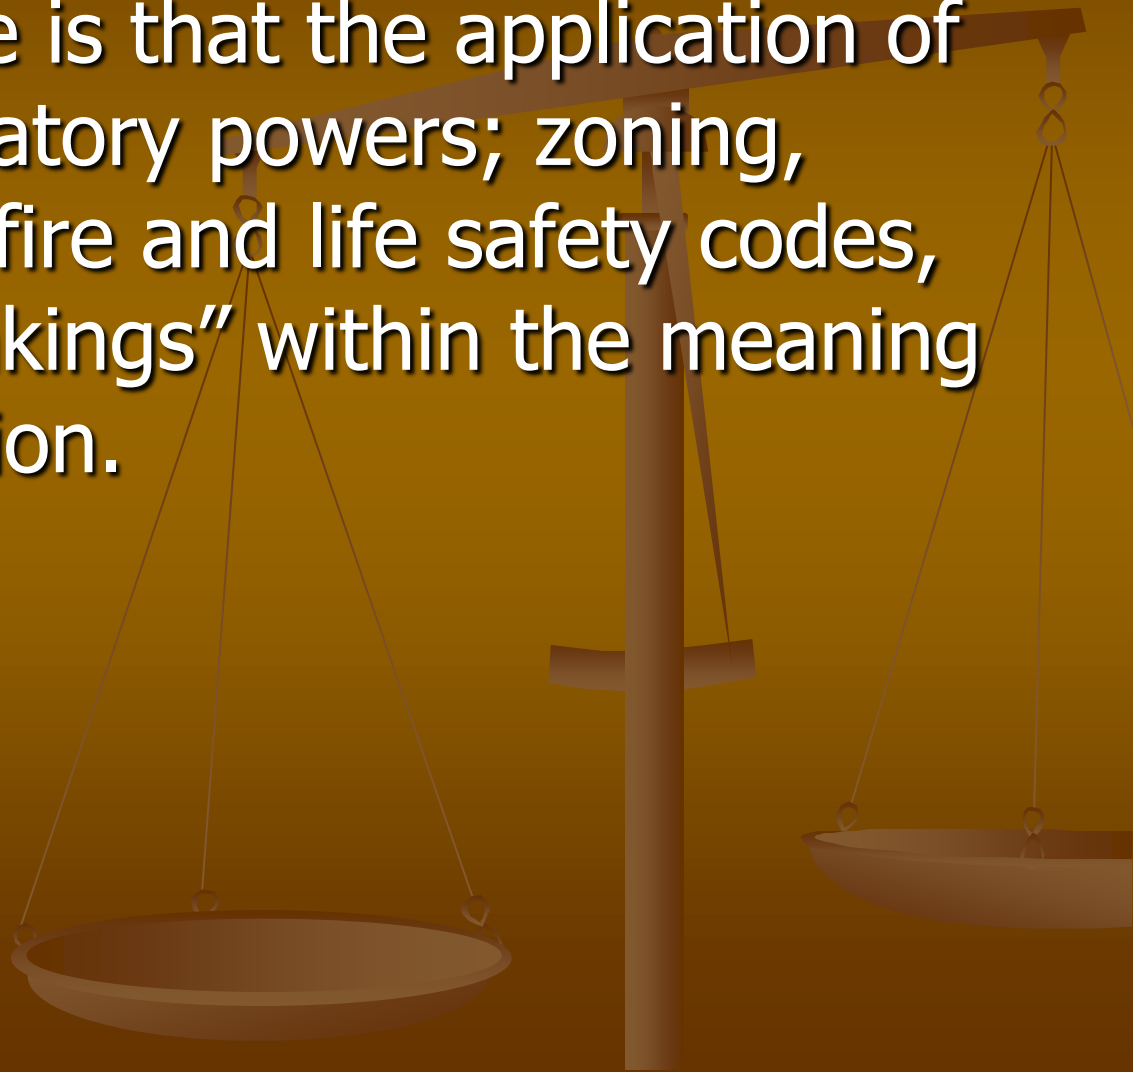 e is that the application of
atory powers; zoning,
fire and life safety codes,
kings” within the meaning
ion.